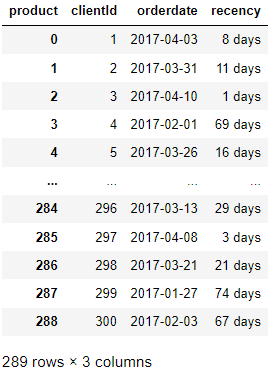 product clientId orderdate recency
0 1 2017-04-03 8 days
1 2 2017-03-31 11 days
2 3 2017-04-10 1 days
3 4 2017-02-01 69 days
4 5 2017-03-26 16 days
... ... ... ...
284 296 2017-03-13 29 days
285 297 2017-04-08 3 days
286 298 2017-03-21 21 days
287 299 2017-01-27 74 days
288 300 2017-02-03 67 days
289 rows × 3 columns